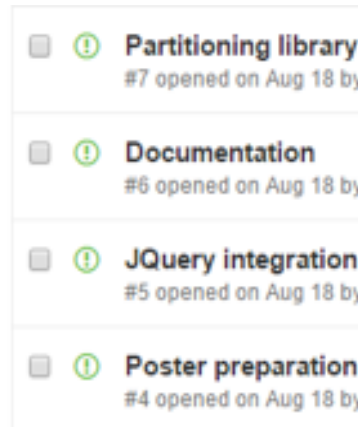 Partitioning library
#7 opened on Aug 18 by
Documentation
#6 opened on Aug 18 by
JQuery integration
#5 opened on Aug 18 by
Poster preparation
#4 opened on Aug 18 by